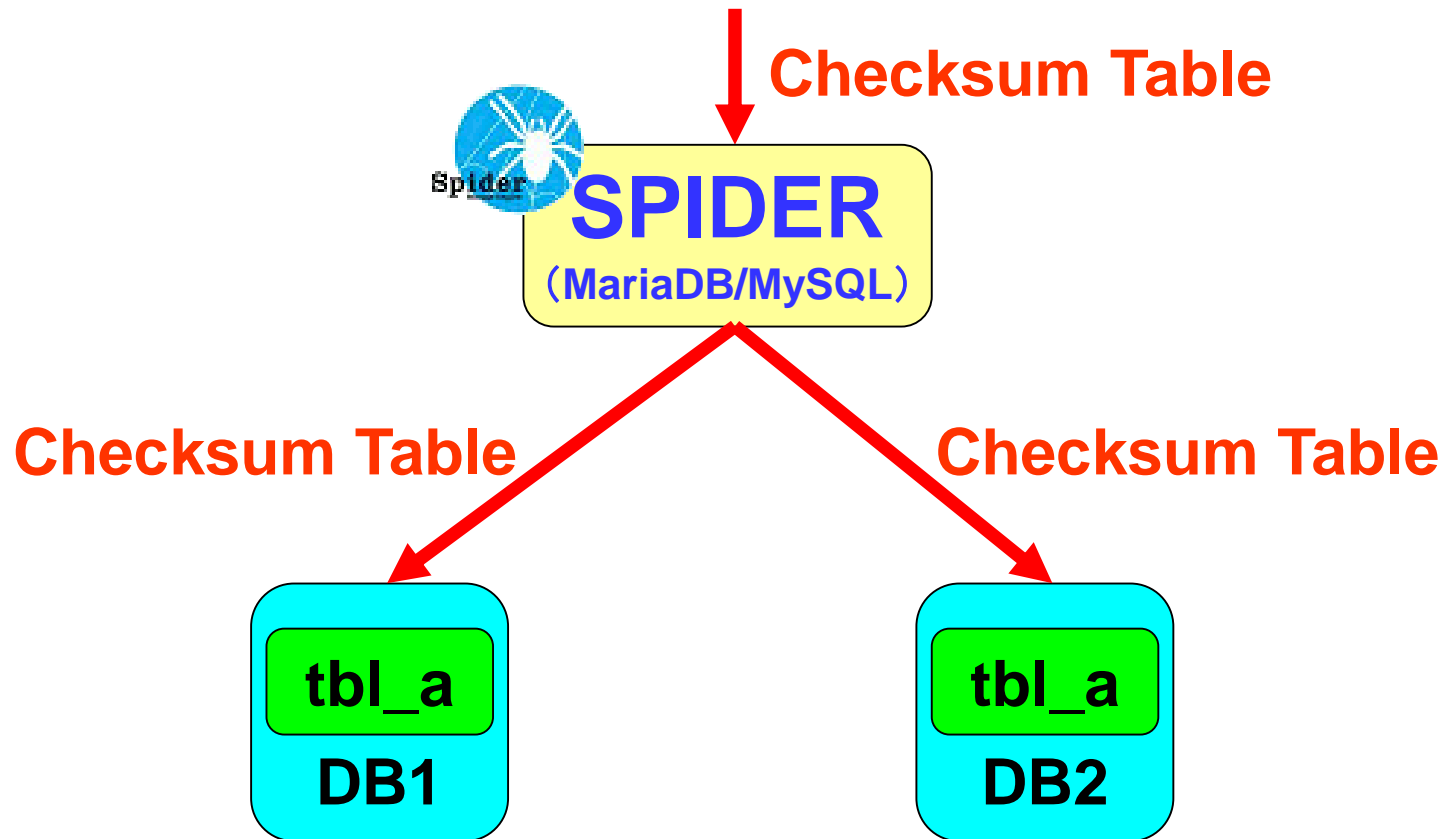 Checksum Table
Spider
SPIDER
（MariaDB/MySQL）
Checksum Table
Checksum Table
tbl_a
DB1
tbl_a
DB2